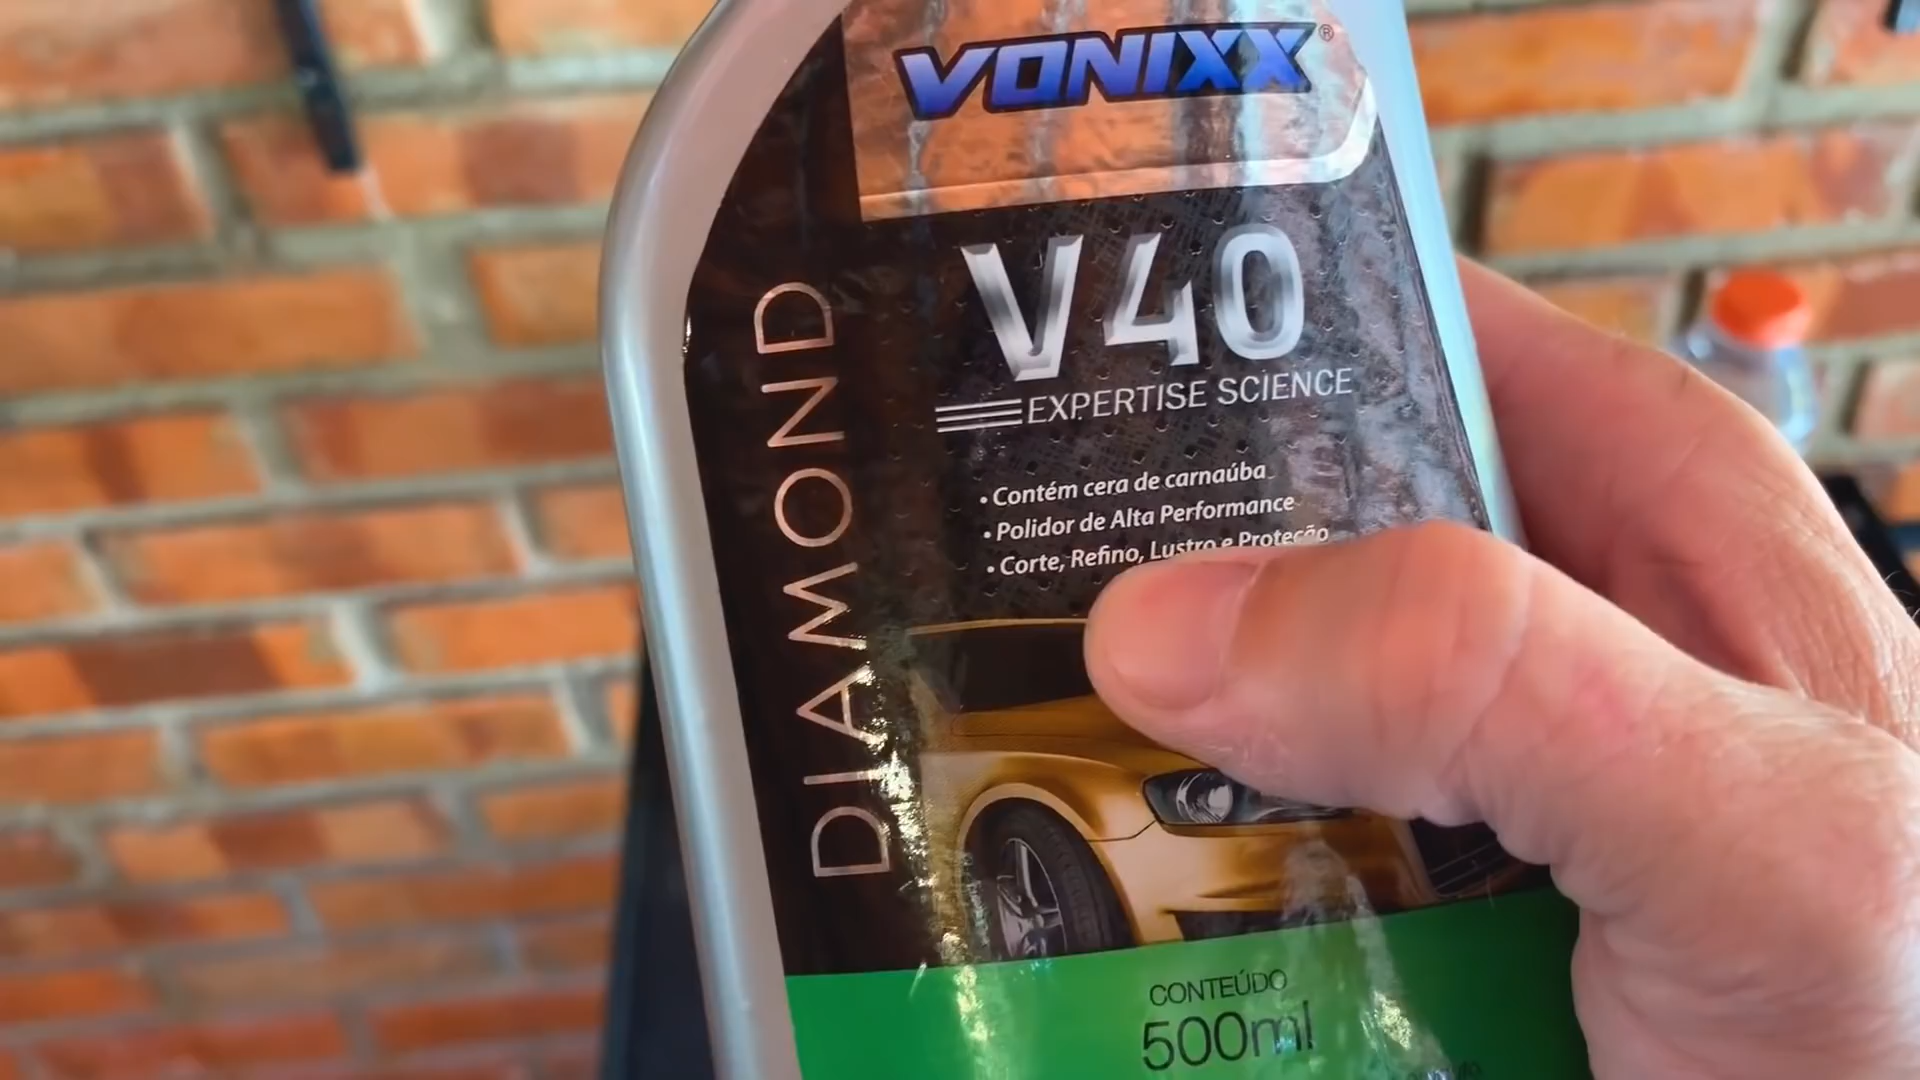 VONIXX®
V40
EXPERTISE SCIENCE
• Contém cera de carnaúba
• Polidor de Alta Performance
• Corte, Refino, Lustro e Proteção
DIAMOND
CONTEÚDO
500ml